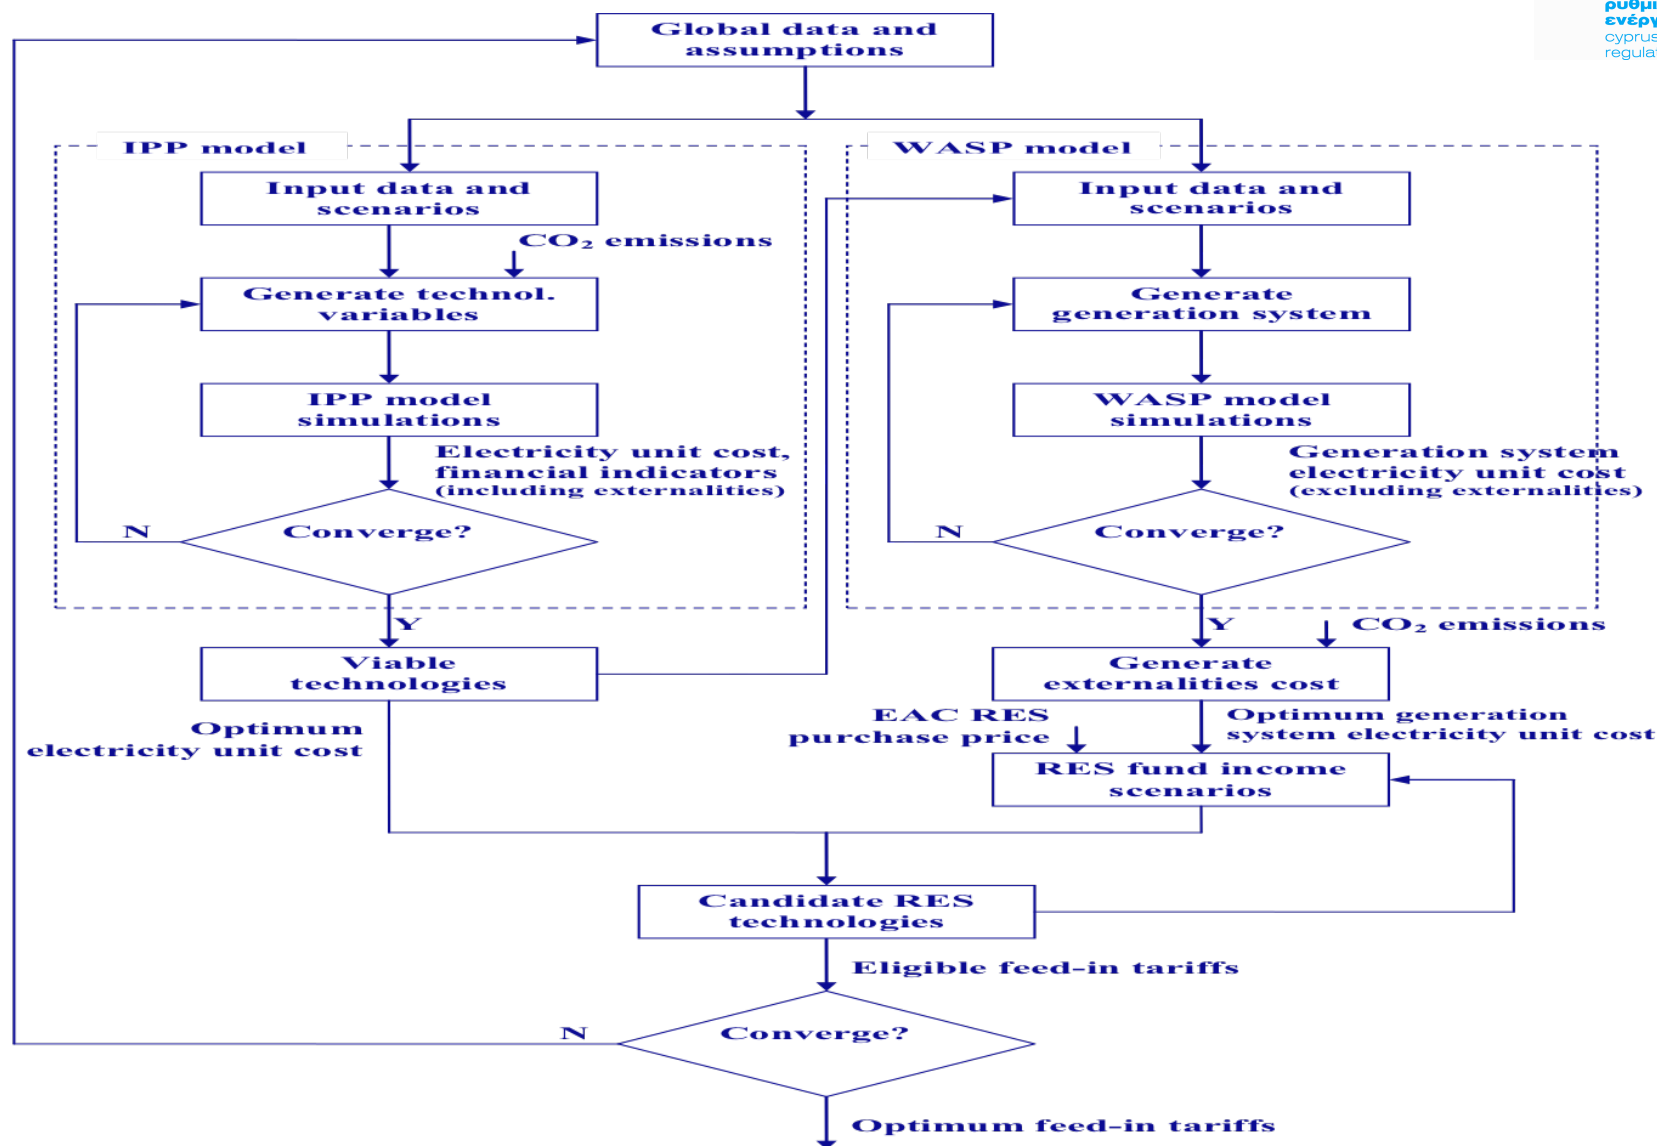 ρυθμι
ενέργ
cyprus
regula
Global data and
assumptions
IPP model
WASP model
Input data and
scenarios
Input data and
scenarios
CO₂ emissions
Generate technol.
variables
Generate
generation system
IPP model
simulations
WASP model
simulations
Electricity unit cost,
financial indicators
(including externalities)
Generation system
electricity unit cost
(excluding externalities)
N
Converge?
N
Converge?
Y
Y
CO₂ emissions
Viable
technologies
Generate
externalities cost
Optimum
electricity unit cost
EAC RES
purchase price
Optimum generation
system electricity unit cost
RES fund income
scenarios
Candidate RES
technologies
Eligible feed-in tariffs
N
Converge?
Optimum feed-in tariffs